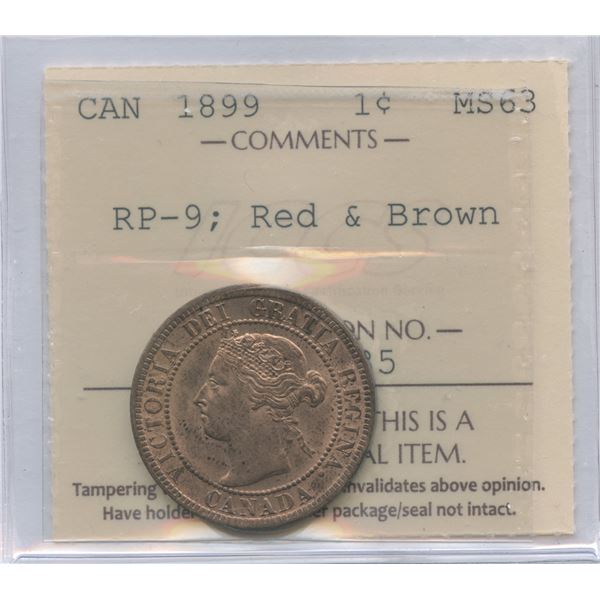 CAN 1899 1¢ MS63
—COMMENTS—
RP-9; Red & Brown
ON NO.—
85
THIS IS A
AL ITEM.
Tampering invalidates above opinion.
Have holder package/seal not intact.
VICTORIA DEI GRATIA REGINA
CANADA